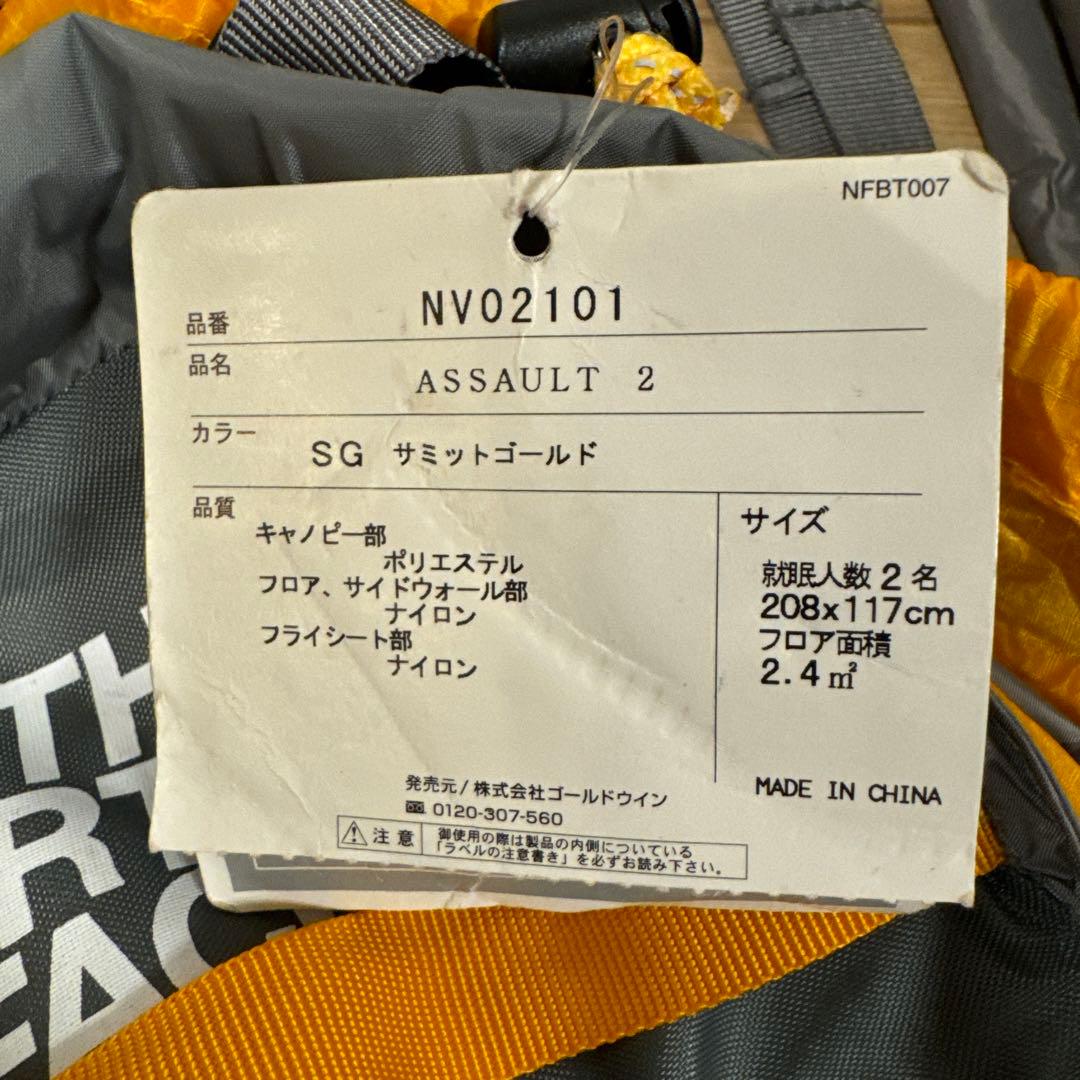 NFBT007
品番 NV02101
品名 ASSAULT 2
カラー SG サミットゴールド
品質
キャノピー部
ポリエステル
フロア、サイドウォール部
ナイロン
フライシート部
ナイロン
サイズ
就眠人数 2 名
208x117cm
フロア面積
2.4㎡
発売元/株式会社ゴールドウイン
0120-307-560
MADE IN CHINA
注意
御使用の際は製品の内側についている
「ラベルの注意書き」を必ずお読み下さい。